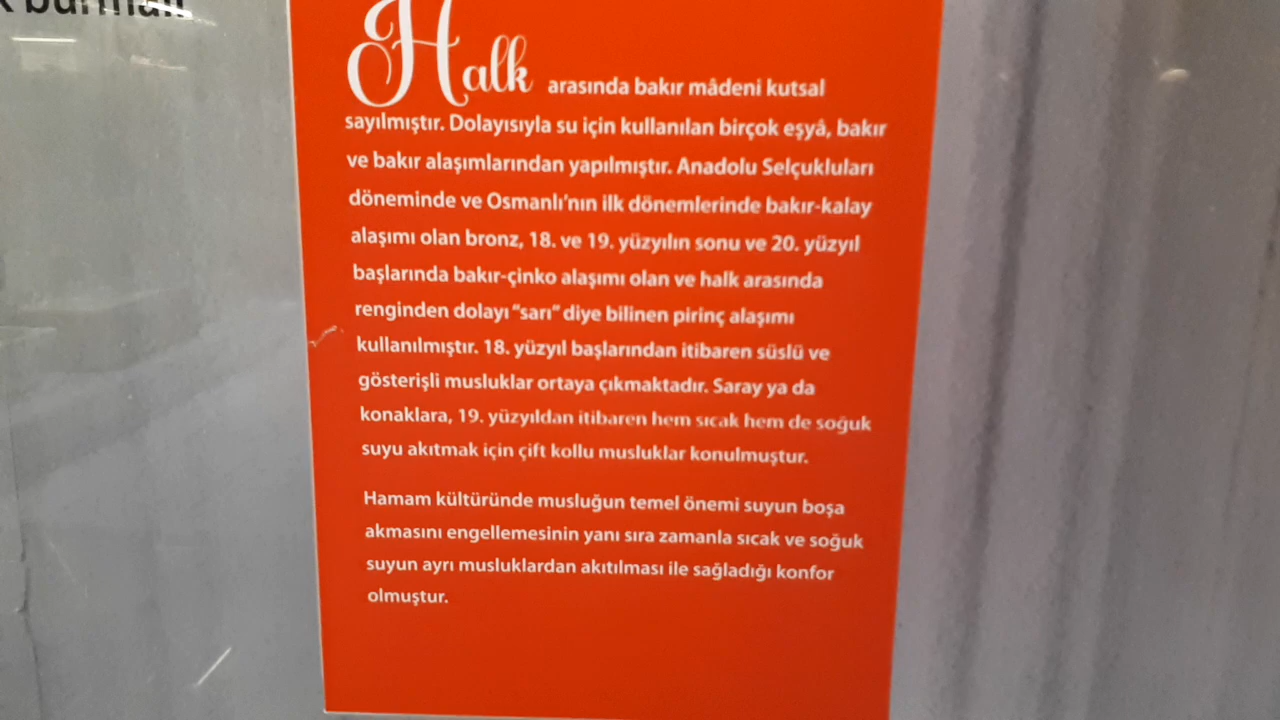 Halk arasında bakır mâdeni kutsal
sayılmıştır. Dolayısıyla su için kullanılan birçok eşyâ, bakır
ve bakır alaşımlarından yapılmıştır. Anadolu Selçukluları
döneminde ve Osmanlı’nın ilk dönemlerinde bakır-kalay
alaşımı olan bronz, 18. ve 19. yüzyılın sonu ve 20. yüzyıl
başlarında bakır-çinko alaşımı olan ve halk arasında
renginden dolayı “sarı” diye bilinen pirinç alaşımı
kullanılmıştır. 18. yüzyıl başlarından itibaren süslü ve
gösterişli musluklar ortaya çıkmaktadır. Saray ya da
konaklara, 19. yüzyıldan itibaren hem sıcak hem de soğuk
suyu akıtmak için çift kollu musluklar konulmuştur.
Hamam kültüründe musluğun temel önemi suyun boşa
akmasını engellemesinin yanı sıra zamanla sıcak ve soğuk
suyun ayrı musluklardan akıtılması ile sağladığı konfor
olmuştur.